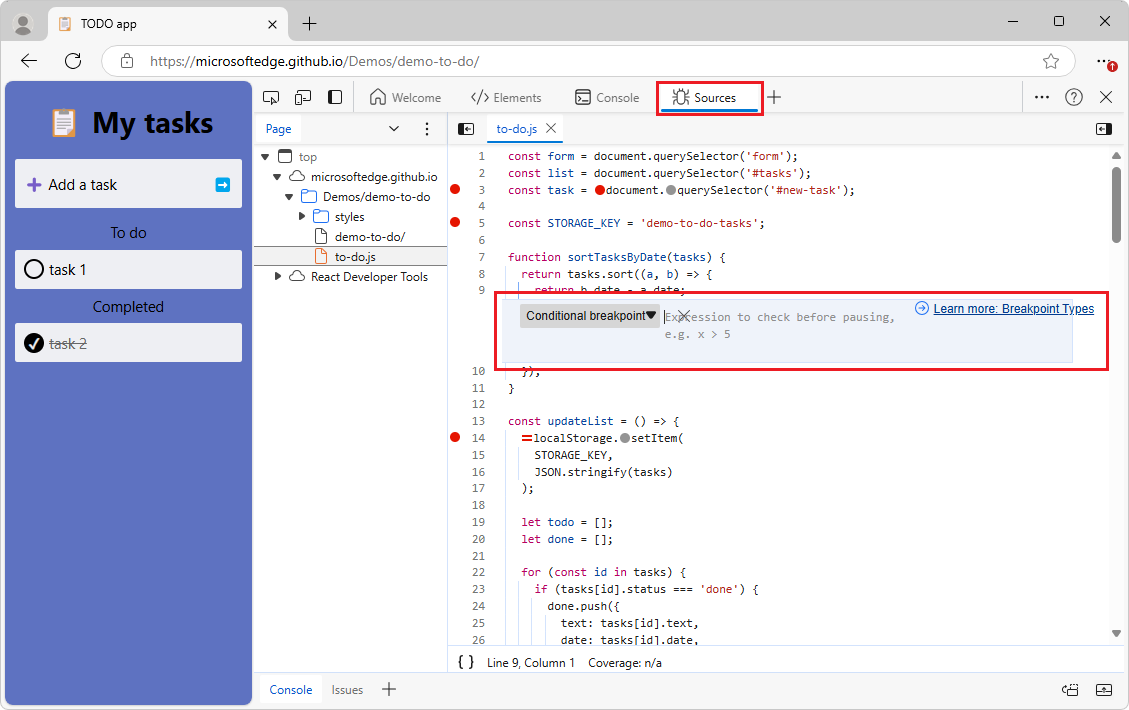 TODO app
https://microsoftedge.github.io/Demos/demo-to-do/
My tasks
Add a task
To do
task 1
Completed
task 2
Welcome
Elements
Console
Sources
Page
to-do.js
top
microsoftedge.github.io
Demos/demo-to-do
styles
demo-to-do/
to-do.js
React Developer Tools
1 const form = document.querySelector('form');
2 const list = document.querySelector('#tasks');
3 const task = document.querySelector('#new-task');
4
5 const STORAGE_KEY = 'demo-to-do-tasks';
6
7 function sortTasksByDate(tasks) {
8 return tasks.sort((a, b) => {
9 return b.date - a.date;
Conditional breakpoint
Expression to check before pausing,
e.g. x > 5
Learn more: Breakpoint Types
10 });
11 }
12
13 const updateList = () => {
14 localStorage.setItem(
15 STORAGE_KEY,
16 JSON.stringify(tasks)
17 );
18
19 let todo = [];
20 let done = [];
21
22 for (const id in tasks) {
23 if (tasks[id].status === 'done') {
24 done.push({
25 text: tasks[id].text,
26 date: tasks[id].date,
{ } Line 9, Column 1 Coverage: n/a
Console
Issues